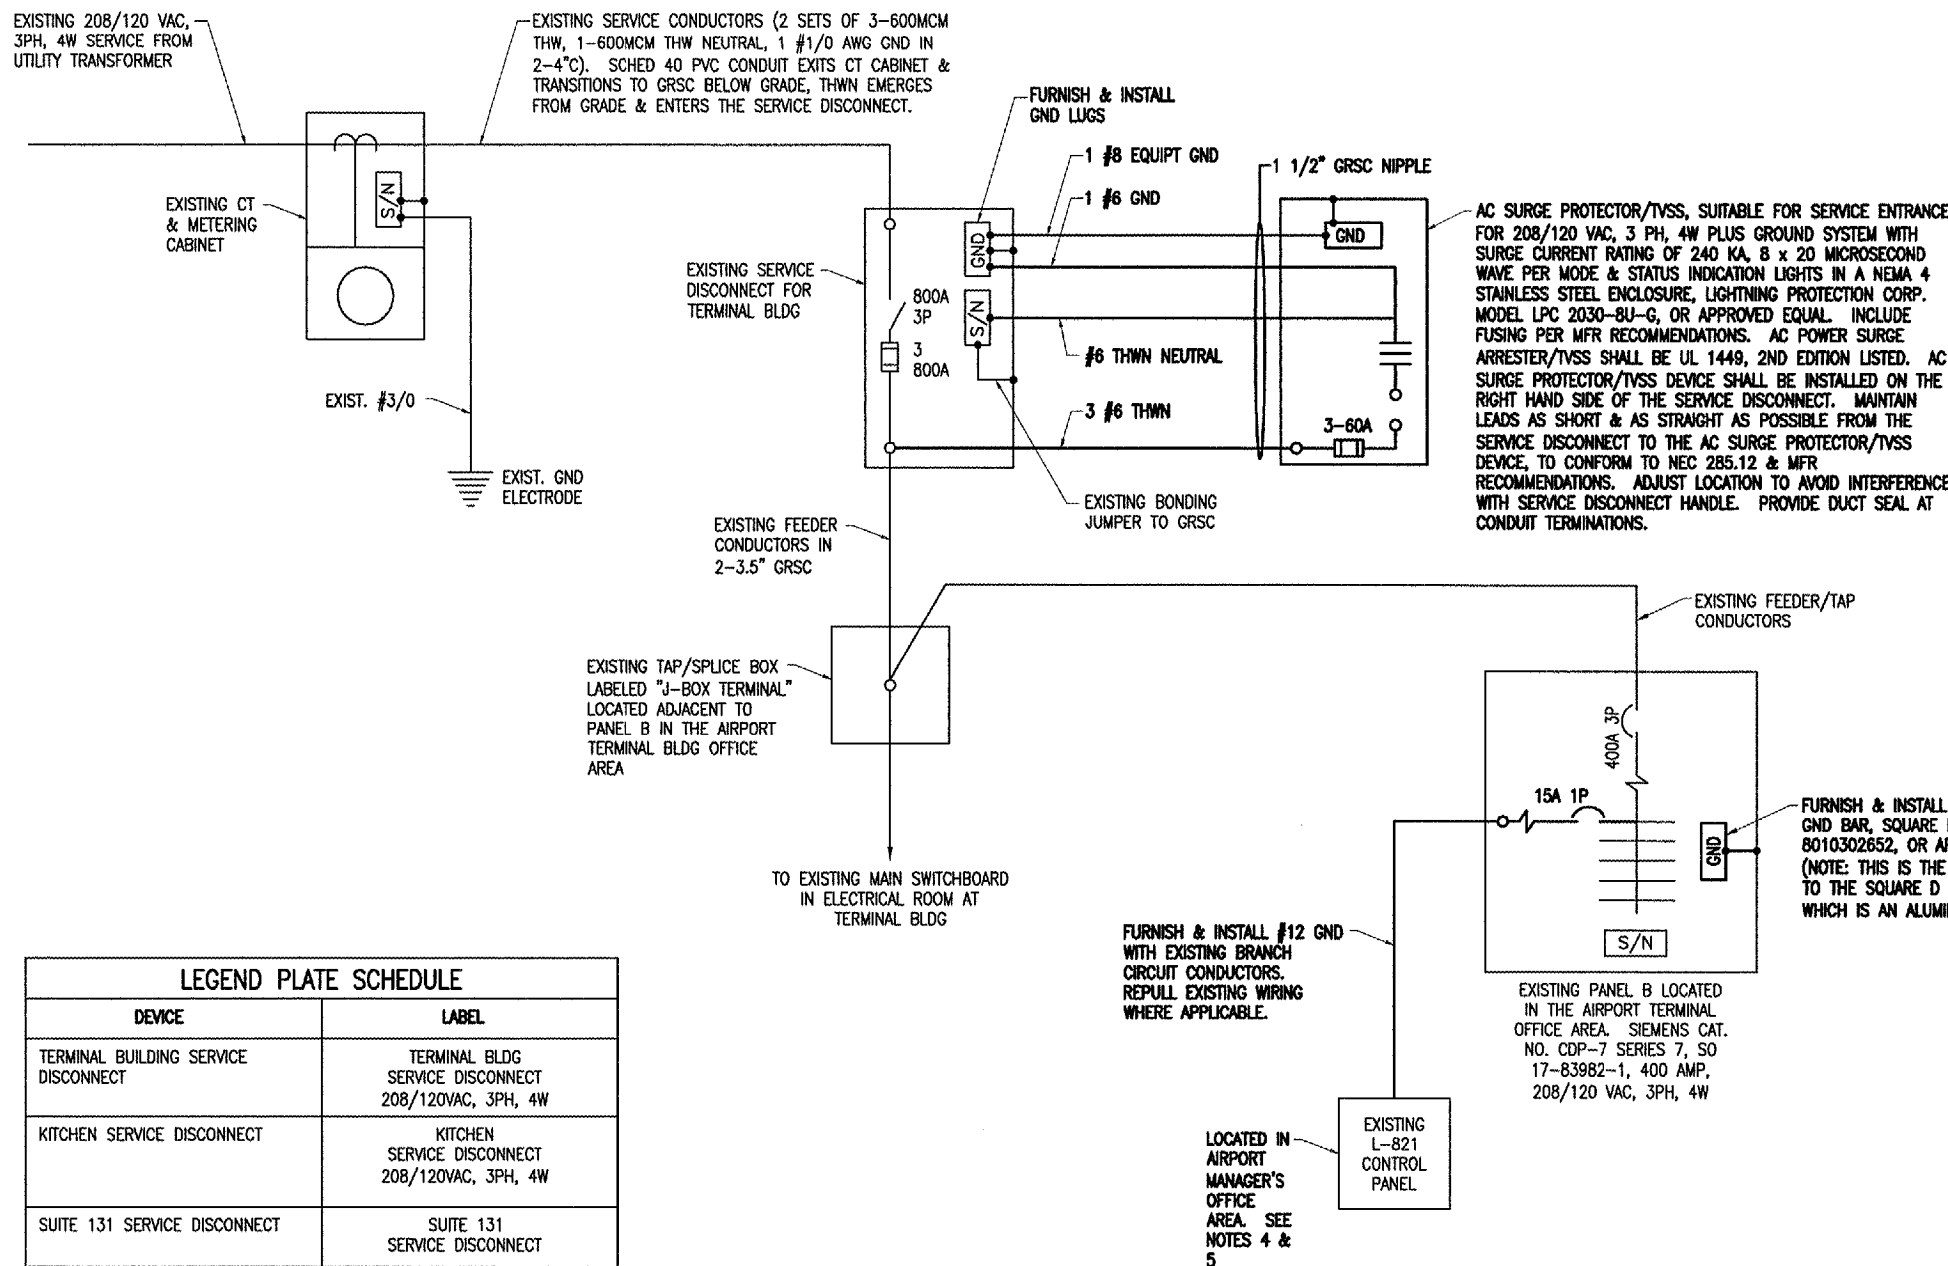 EXISTING 208/120 VAC,
3PH, 4W SERVICE FROM
UTILITY TRANSFORMER
EXISTING SERVICE CONDUCTORS (2 SETS OF 3-600MCM
THW, 1-600MCM THW NEUTRAL, 1 #1/0 AWG GND IN
2-4"C). SCHED 40 PVC CONDUIT EXITS CT CABINET &
TRANSITIONS TO GRSC BELOW GRADE, THWN EMERGES
FROM GRADE & ENTERS THE SERVICE DISCONNECT.
FURNISH & INSTALL
GND LUGS
1 #8 EQUIPT GND
1 #6 GND
1 1/2" GRSC NIPPLE
EXISTING CT
& METERING
CABINET
S/N
EXIST. #3/0
EXIST. GND
ELECTRODE
EXISTING SERVICE
DISCONNECT FOR
TERMINAL BLDG
800A
3P
3
800A
GND
S/N
#6 THWN NEUTRAL
3 #6 THWN
GND
3-60A
EXISTING BONDING
JUMPER TO GRSC
AC SURGE PROTECTOR/TVSS, SUITABLE FOR SERVICE ENTRANCE
FOR 208/120 VAC, 3 PH, 4W PLUS GROUND SYSTEM WITH
SURGE CURRENT RATING OF 240 KA, 8 x 20 MICROSECOND
WAVE PER MODE & STATUS INDICATION LIGHTS IN A NEMA 4
STAINLESS STEEL ENCLOSURE, LIGHTNING PROTECTION CORP.
MODEL LPC 2030-8U-G, OR APPROVED EQUAL. INCLUDE
FUSING PER MFR RECOMMENDATIONS. AC POWER SURGE
ARRESTER/TVSS SHALL BE UL 1449, 2ND EDITION LISTED. AC
SURGE PROTECTOR/TVSS DEVICE SHALL BE INSTALLED ON THE
RIGHT HAND SIDE OF THE SERVICE DISCONNECT. MAINTAIN
LEADS AS SHORT & AS STRAIGHT AS POSSIBLE FROM THE
SERVICE DISCONNECT TO THE AC SURGE PROTECTOR/TVSS
DEVICE, TO CONFORM TO NEC 285.12 & MFR
RECOMMENDATIONS. ADJUST LOCATION TO AVOID INTERFERENCE
WITH SERVICE DISCONNECT HANDLE. PROVIDE DUCT SEAL AT
CONDUIT TERMINATIONS.
EXISTING FEEDER
CONDUCTORS IN
2-3.5" GRSC
EXISTING FEEDER/TAP
CONDUCTORS
EXISTING TAP/SPLICE BOX
LABELED "J-BOX TERMINAL"
LOCATED ADJACENT TO
PANEL B IN THE AIRPORT
TERMINAL BLDG OFFICE
AREA
TO EXISTING MAIN SWITCHBOARD
IN ELECTRICAL ROOM AT
TERMINAL BLDG
400A 3P
15A 1P
GND
S/N
FURNISH & INSTALL
GND BAR, SQUARE
8010302652, OR
(NOTE: THIS IS THE
TO THE SQUARE D
WHICH IS AN
EXISTING PANEL B LOCATED
IN THE AIRPORT TERMINAL
OFFICE AREA. SIEMENS CAT.
NO. CDP-7 SERIES 7, SO
17-83982-1, 400 AMP,
208/120 VAC, 3PH, 4W
FURNISH & INSTALL #12 GND
WITH EXISTING BRANCH
CIRCUIT CONDUCTORS.
REPULL EXISTING WIRING
WHERE APPLICABLE.
LOCATED IN
AIRPORT
MANAGER'S
OFFICE
AREA. SEE
NOTES 4 &
5
EXISTING
L-821
CONTROL
PANEL
LEGEND PLATE SCHEDULE
DEVICE
LABEL
TERMINAL BUILDING SERVICE
DISCONNECT
TERMINAL BLDG
SERVICE DISCONNECT
208/120VAC, 3PH, 4W
KITCHEN SERVICE DISCONNECT
KITCHEN
SERVICE DISCONNECT
208/120VAC, 3PH, 4W
SUITE 131 SERVICE DISCONNECT
SUITE 131
SERVICE DISCONNECT